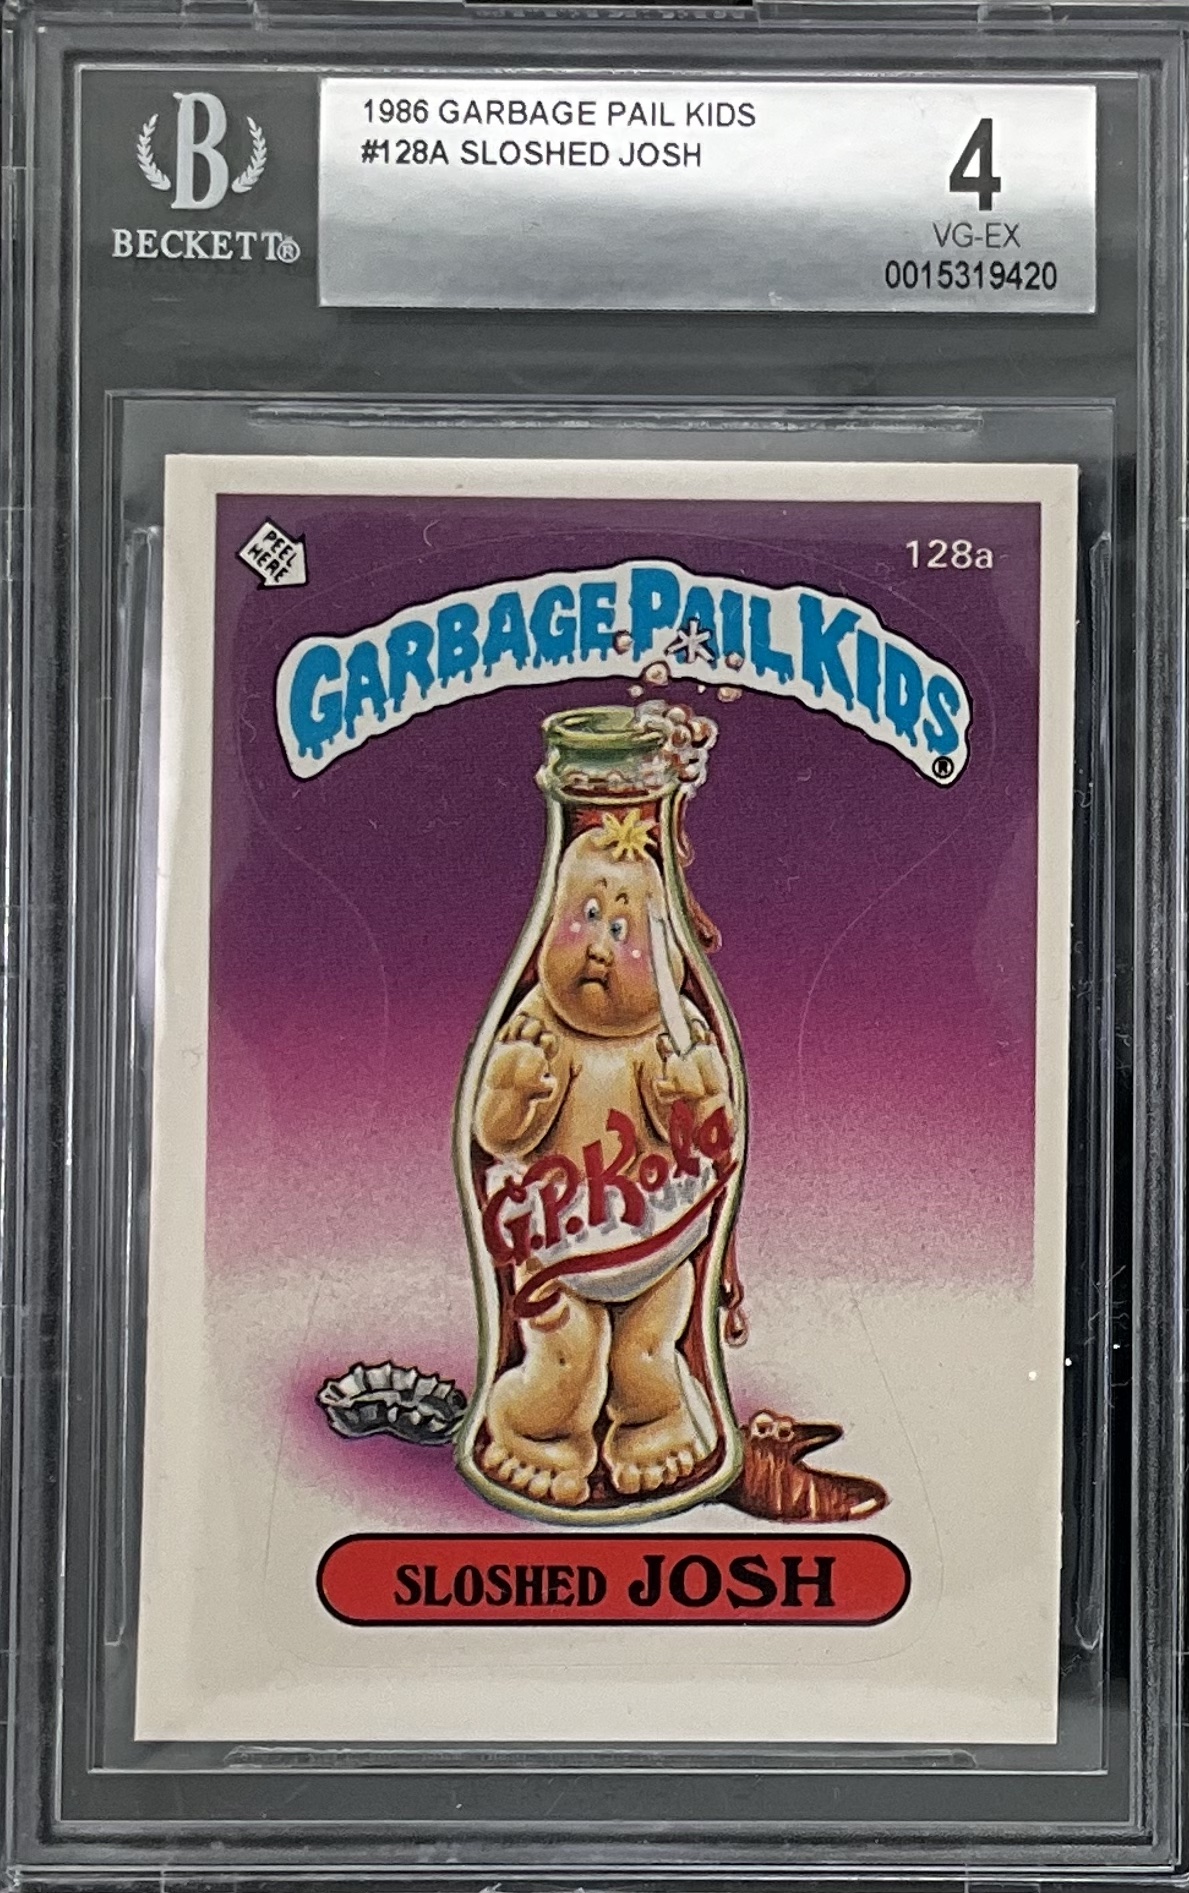 B
BECKETT®
1986 GARBAGE PAIL KIDS
#128A SLOSHED JOSH
4
VG-EX
0015319420
PEEL
HERE
128a
GARBAGE PAIL KIDS
®
G.P. Kola
SLOSHED JOSH